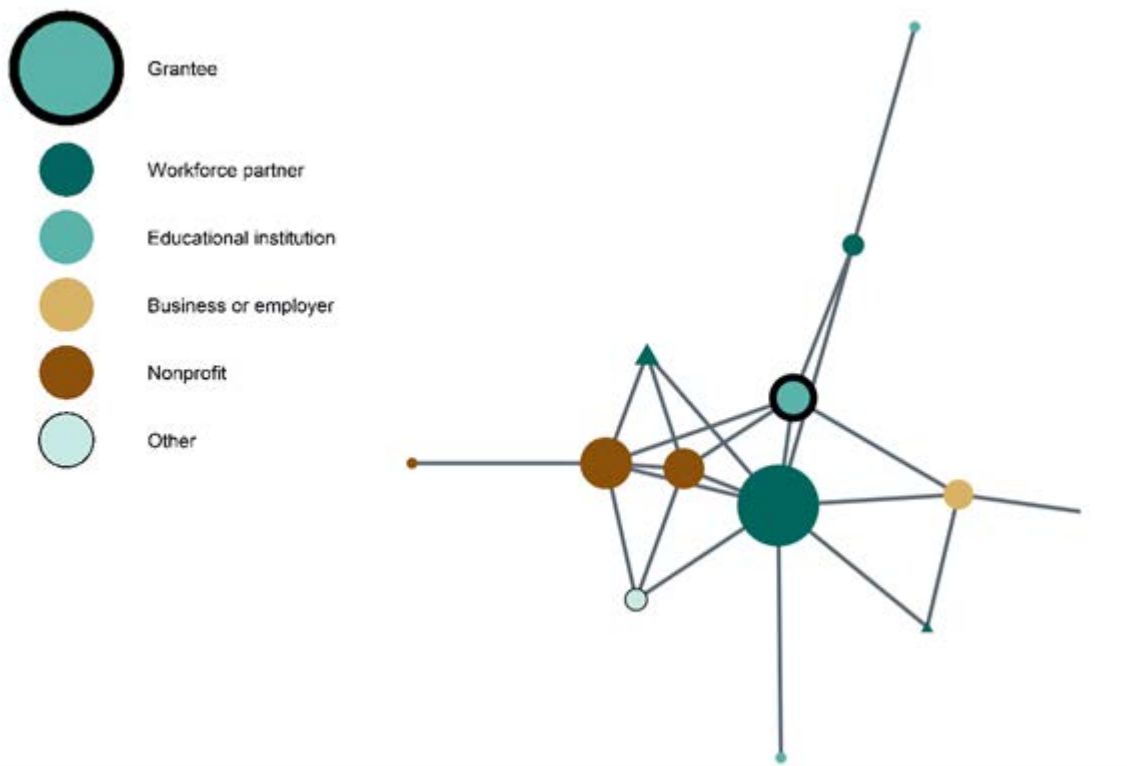 Grantee
Workforce partner
Educational institution
Business or employer
Nonprofit
Other